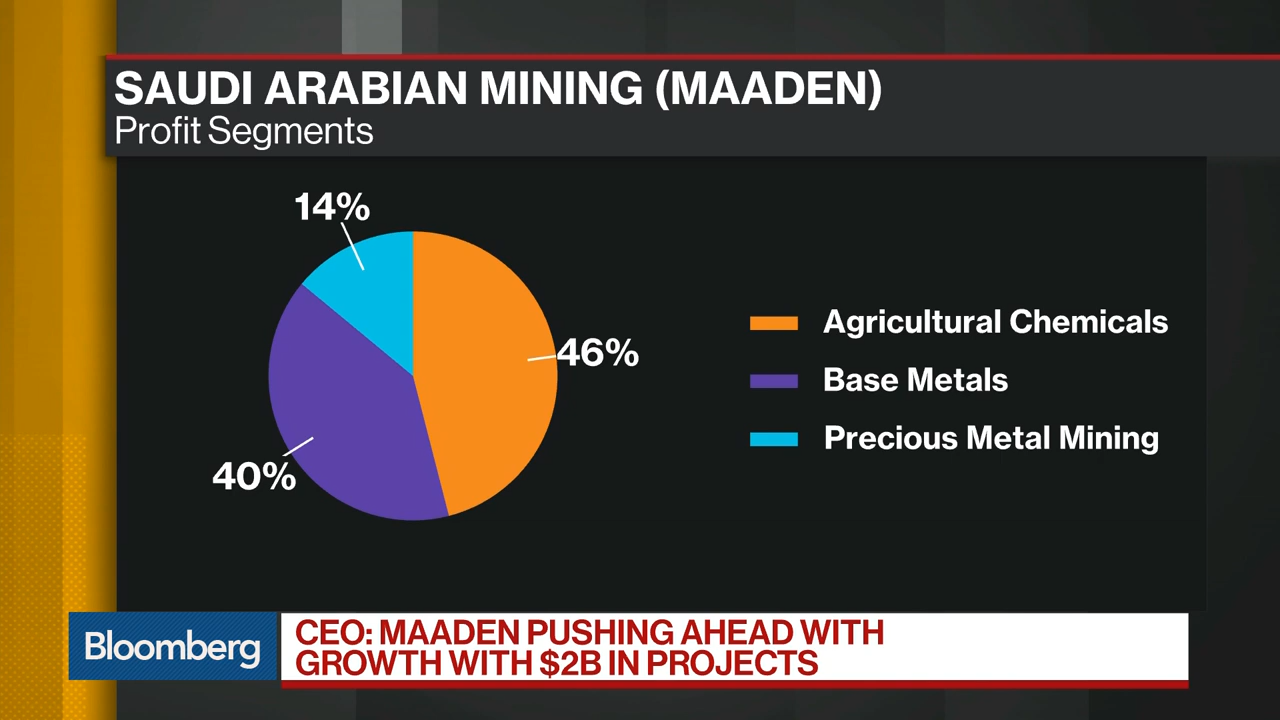 SAUDI ARABIAN MINING (MAADEN)
Profit Segments
14%
46%
40%
Agricultural Chemicals
Base Metals
Precious Metal Mining
Bloomberg
CEO: MAADEN PUSHING AHEAD WITH
GROWTH WITH $2B IN PROJECTS